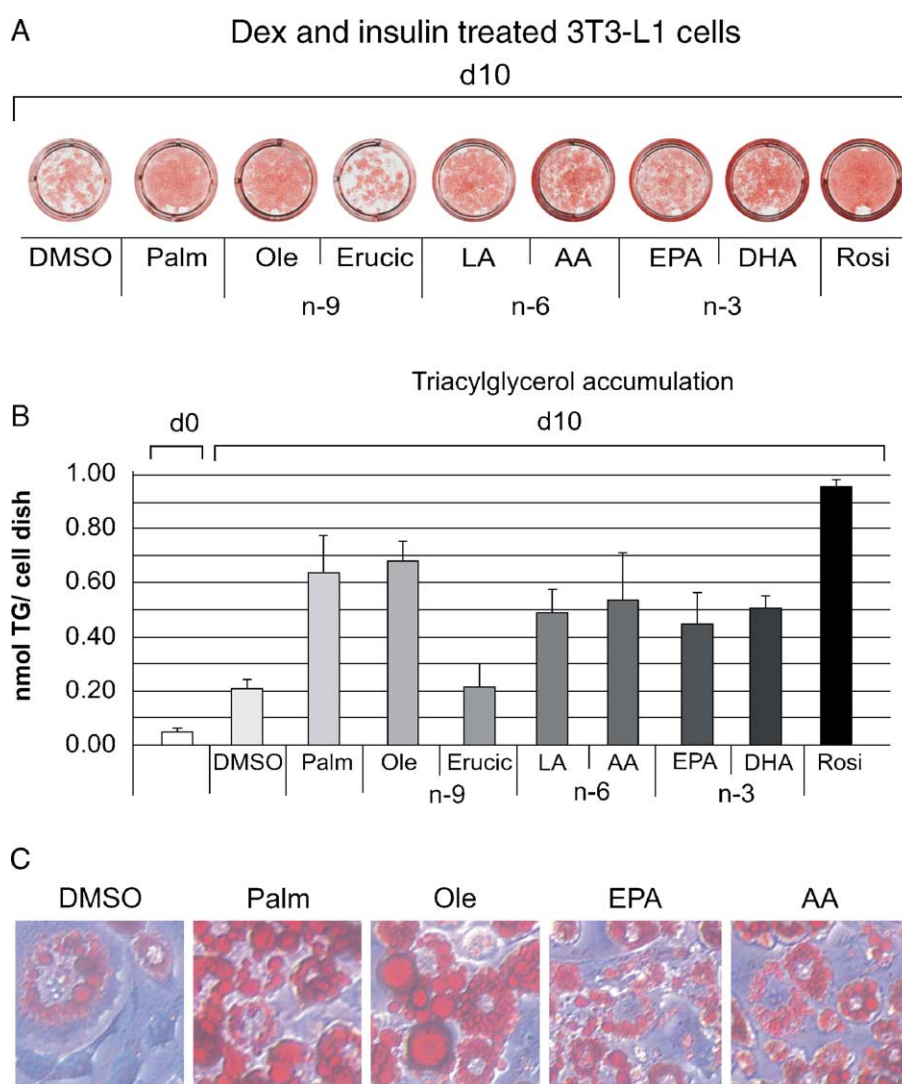 A
Dex and insulin treated 3T3-L1 cells
d10
DMSO Palm Ole Erucic LA AA EPA DHA Rosi
n-9 n-6 n-3
Triacylglycerol accumulation
B
d0 d10
nmol TG/ cell dish
1.00
0.80
0.60
0.40
0.20
0.00
DMSO Palm Ole Erucic LA AA EPA DHA Rosi
n-9 n-6 n-3
C
DMSO Palm Ole EPA AA